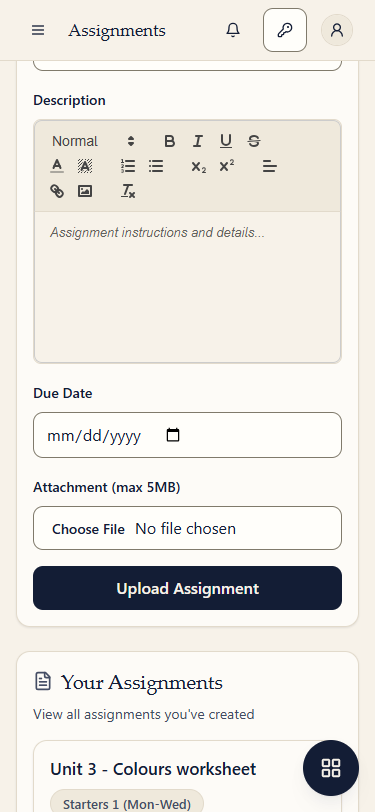 Assignments
Description
Normal
Assignment instructions and details...
Due Date
mm/dd/yyyy
Attachment (max 5MB)
Choose File No file chosen
Upload Assignment
Your Assignments
View all assignments you've created
Unit 3 - Colours worksheet
Starters 1 (Mon-Wed)